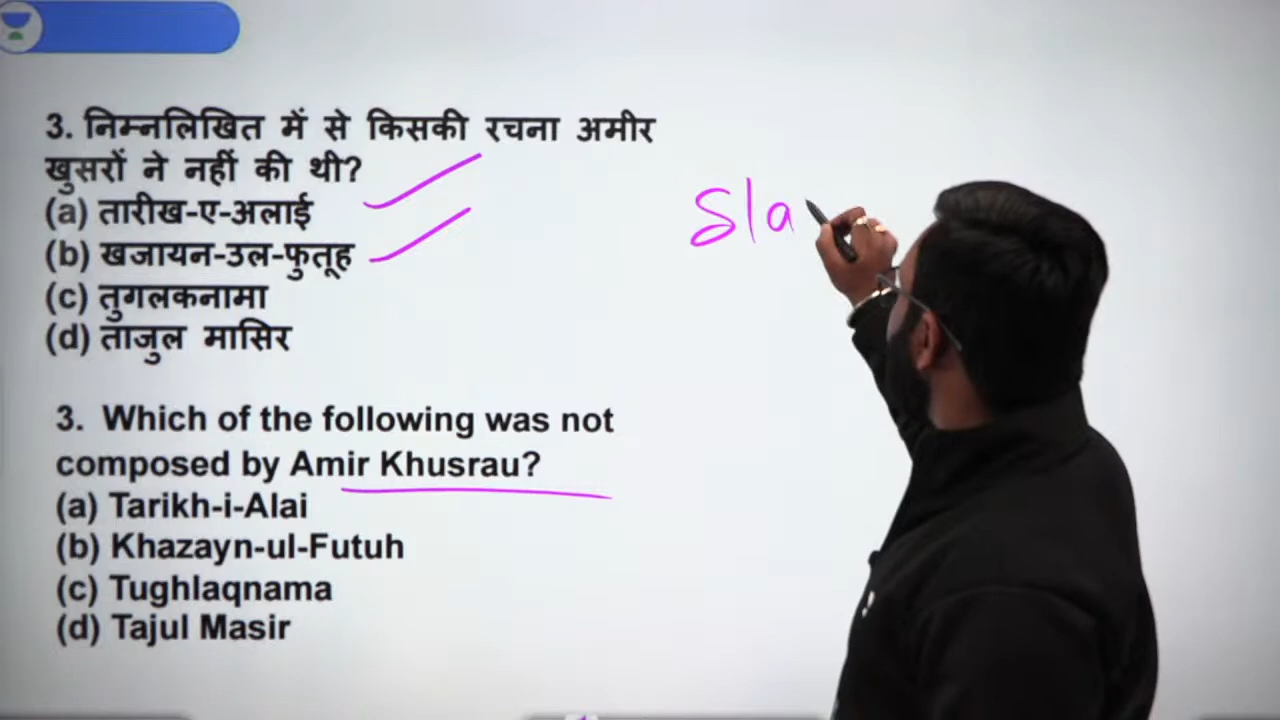 3. निम्नलिखित में से किसकी रचना अमीर
खुसरों ने नहीं की थी?
(a) तारीख-ए-अलाई
(b) खजायन-उल-फुतूह
(c) तुगलकनामा
(d) ताजुल मासिर
Sla
3. Which of the following was not
composed by Amir Khusrau?
(a) Tarikh-i-Alai
(b) Khazayn-ul-Futuh
(c) Tughlaqnama
(d) Tajul Masir